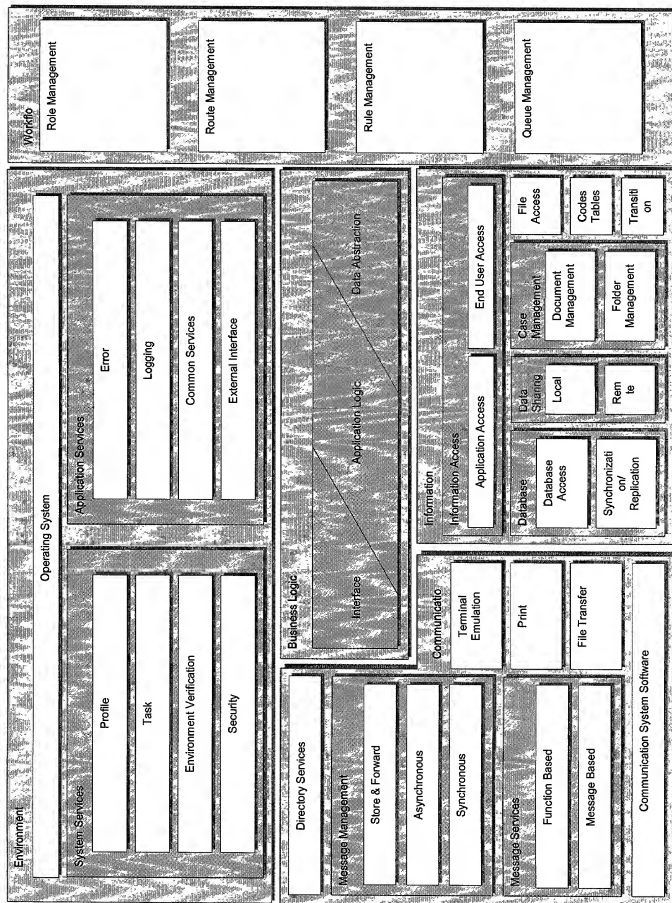 Environment
Operating System
System Services
Profile
Task
Environment Verification
Security
Application Services
Error
Logging
Common Services
External Interface
Workflo
Role Management
Route Management
Rule Management
Queue Management
Business Logic
Interface
Application Logic
Data Abstraction
Directory Services
Message Management
Store & Forward
Asynchronous
Synchronous
Message Services
Function Based
Message Based
Communicatio
Terminal
Emulation
Print
File Transfer
Communication System Software
Information
Information Access
Application Access
End User Access
Database
Database
Access
Synchronizati
on/
Replication
Data
Sharing
Local
Rem
te
Case
Management
Document
Management
Folder
Management
File
Access
Codes
Tables
Transiti
on